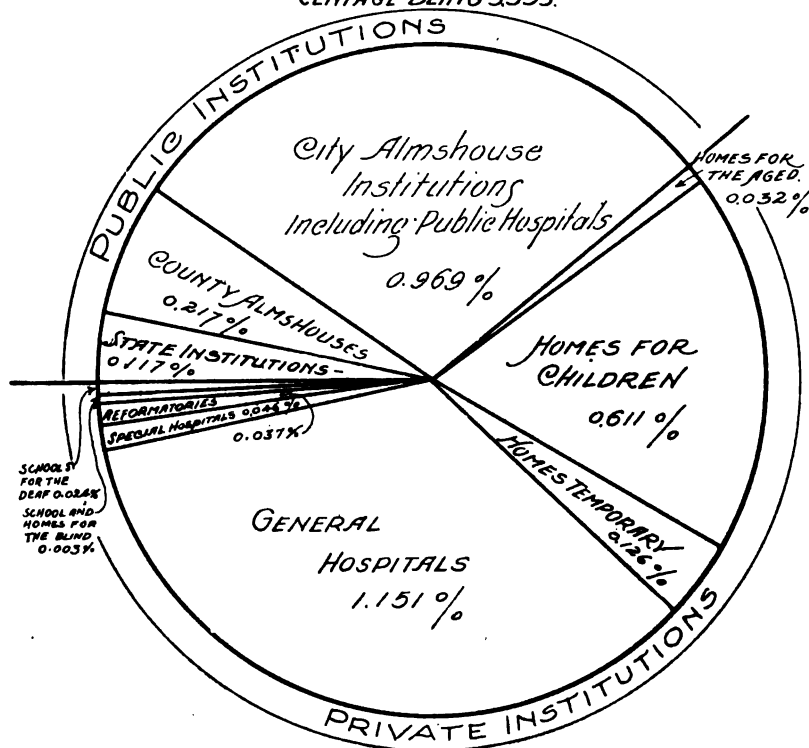 CENTAGE BEING 3.333.
PUBLIC INSTITUTIONS
City Almshouse
Institutions
Including Public Hospitals
0.969 %
HOMES FOR
THE AGED.
0.032 %
COUNTY ALMSHOUSES
0.217 %
STATE INSTITUTIONS -
0.117 %
HOMES FOR
CHILDREN
0.611 %
REFORMATORIES
SPECIAL HOSPITALS 0.046 %
0.037 %
SCHOOLS
FOR THE
DEAF 0.024 %
SCHOOL AND
HOMES FOR
THE BLIND
0.003 %
HOMES TEMPORARY
0.126 %
GENERAL
HOSPITALS
1.151 %
PRIVATE INSTITUTIONS